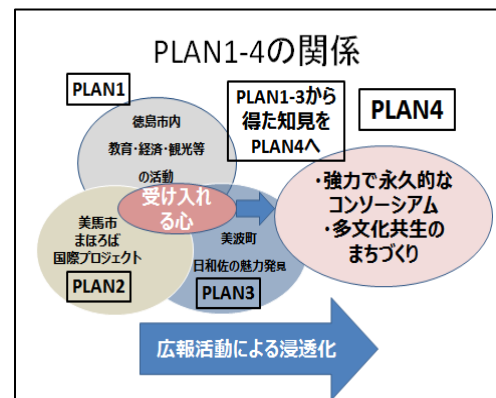 PLAN1-4の関係
PLAN1
徳島市内
教育・経済・観光等
の活動
PLAN1-3から
得た知見を
PLAN4へ
PLAN4
受け入れ
る心
・強力で永久的な
コンソーシアム
・多文化共生の
まちづくり
美馬市
まほろば
国際プロジェクト
PLAN2
美波町
日和佐の魅力発見
PLAN3
広報活動による浸透化